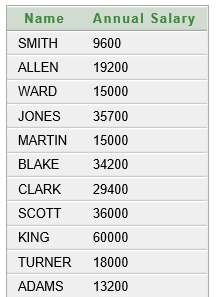 Name Annual Salary
SMITH 9600
ALLEN 19200
WARD 15000
JONES 35700
MARTIN 15000
BLAKE 34200
CLARK 29400
SCOTT 36000
KING 60000
TURNER 18000
ADAMS 13200